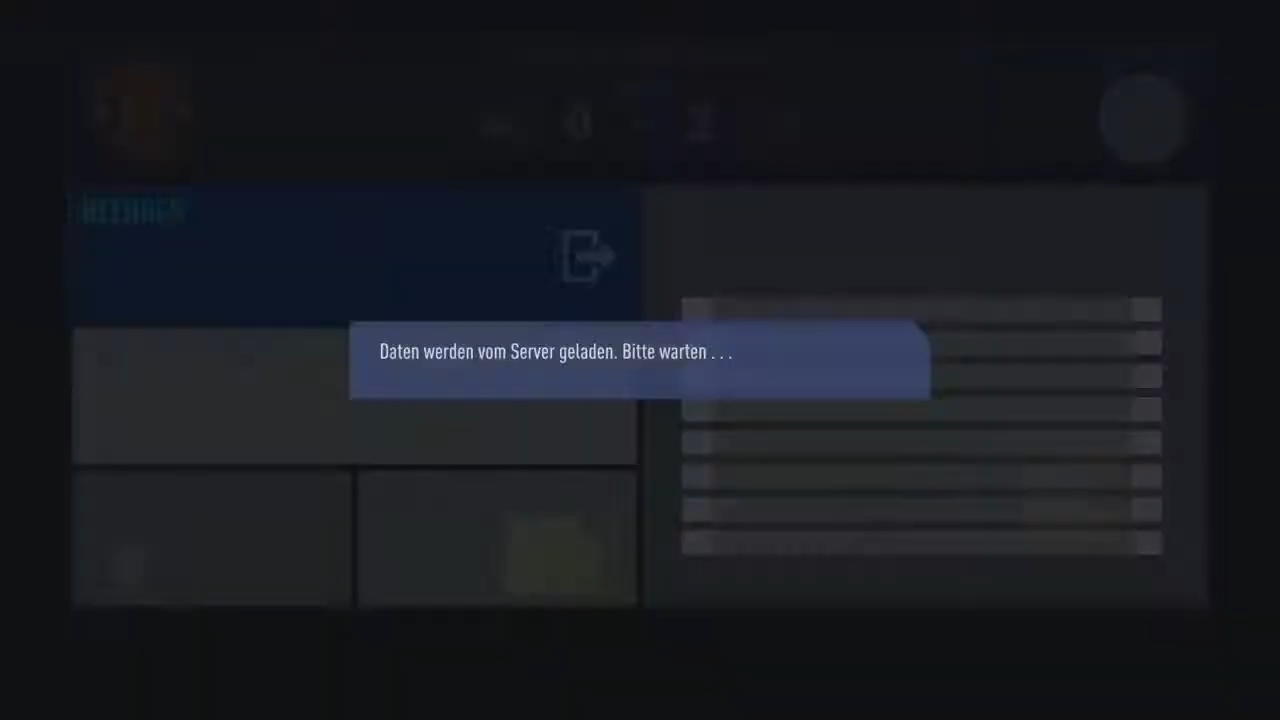 Daten werden vom Server geladen. Bitte warten . . .